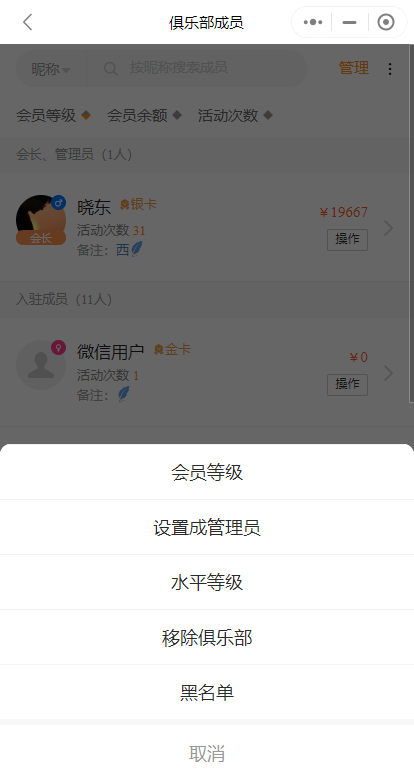 俱乐部成员
昵称 按昵称搜索成员 管理
会员等级 会员余额 活动次数
会长、管理员（1人）
晓东 银卡
¥19667
会长
活动次数 31
操作
备注：西
入驻成员（11人）
微信用户 金卡
¥0
活动次数 1
操作
备注：
会员等级
设置成管理员
水平等级
移除俱乐部
黑名单
取消